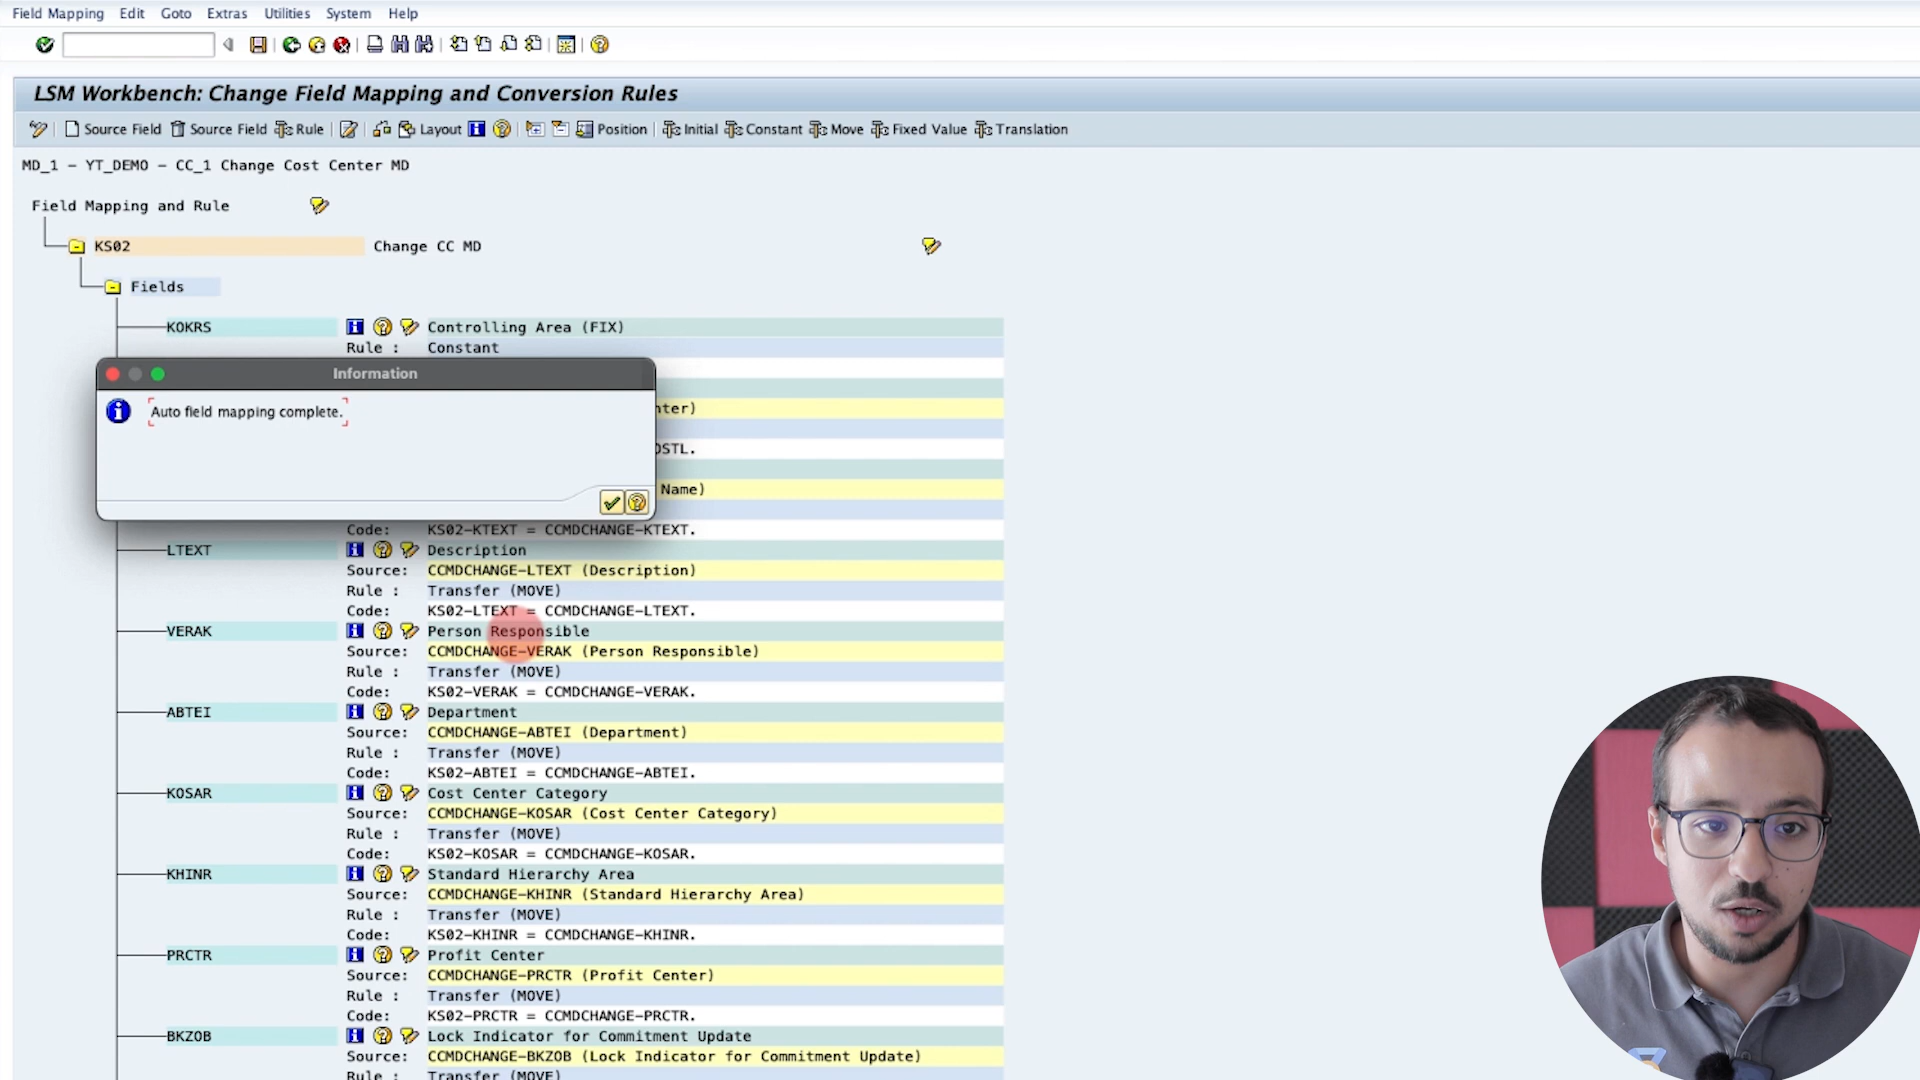 Field Mapping Edit Goto Extras Utilities System Help
LSM Workbench: Change Field Mapping and Conversion Rules
Source Field Source Field Rule Layout Position Initial Constant Move Fixed Value Translation
MD_1 - YT_DEMO - CC_1 Change Cost Center MD
Field Mapping and Rule
KS02 Change CC MD
Fields
KOKRS Controlling Area (FIX)
Rule : Constant
Information
Auto field mapping complete.
nter)
OSTL.
Name)
Code: KS02-KTEXT = CCMDCHANGE-KTEXT.
LTEXT Description
Source: CCMDCHANGE-LTEXT (Description)
Rule : Transfer (MOVE)
Code: KS02-LTEXT = CCMDCHANGE-LTEXT.
VERAK Person Responsible
Source: CCMDCHANGE-VERAK (Person Responsible)
Rule : Transfer (MOVE)
Code: KS02-VERAK = CCMDCHANGE-VERAK.
ABTEI Department
Source: CCMDCHANGE-ABTEI (Department)
Rule : Transfer (MOVE)
Code: KS02-ABTEI = CCMDCHANGE-ABTEI.
KOSAR Cost Center Category
Source: CCMDCHANGE-KOSAR (Cost Center Category)
Rule : Transfer (MOVE)
Code: KS02-KOSAR = CCMDCHANGE-KOSAR.
KHINR Standard Hierarchy Area
Source: CCMDCHANGE-KHINR (Standard Hierarchy Area)
Rule : Transfer (MOVE)
Code: KS02-KHINR = CCMDCHANGE-KHINR.
PRCTR Profit Center
Source: CCMDCHANGE-PRCTR (Profit Center)
Rule : Transfer (MOVE)
Code: KS02-PRCTR = CCMDCHANGE-PRCTR.
BKZOB Lock Indicator for Commitment Update
Source: CCMDCHANGE-BKZOB (Lock Indicator for Commitment Update)
Rule : Transfer (MOVE)